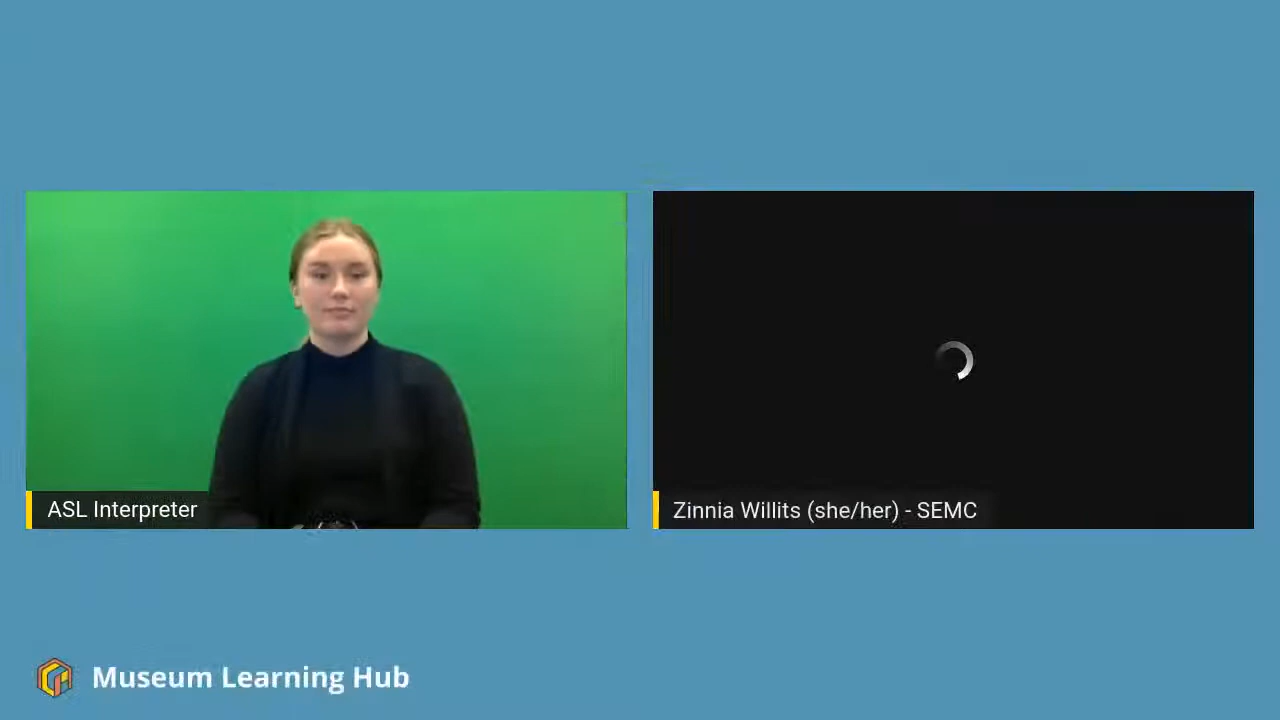 ASL Interpreter
Zinnia Willits (she/her) - SEMC
Museum Learning Hub